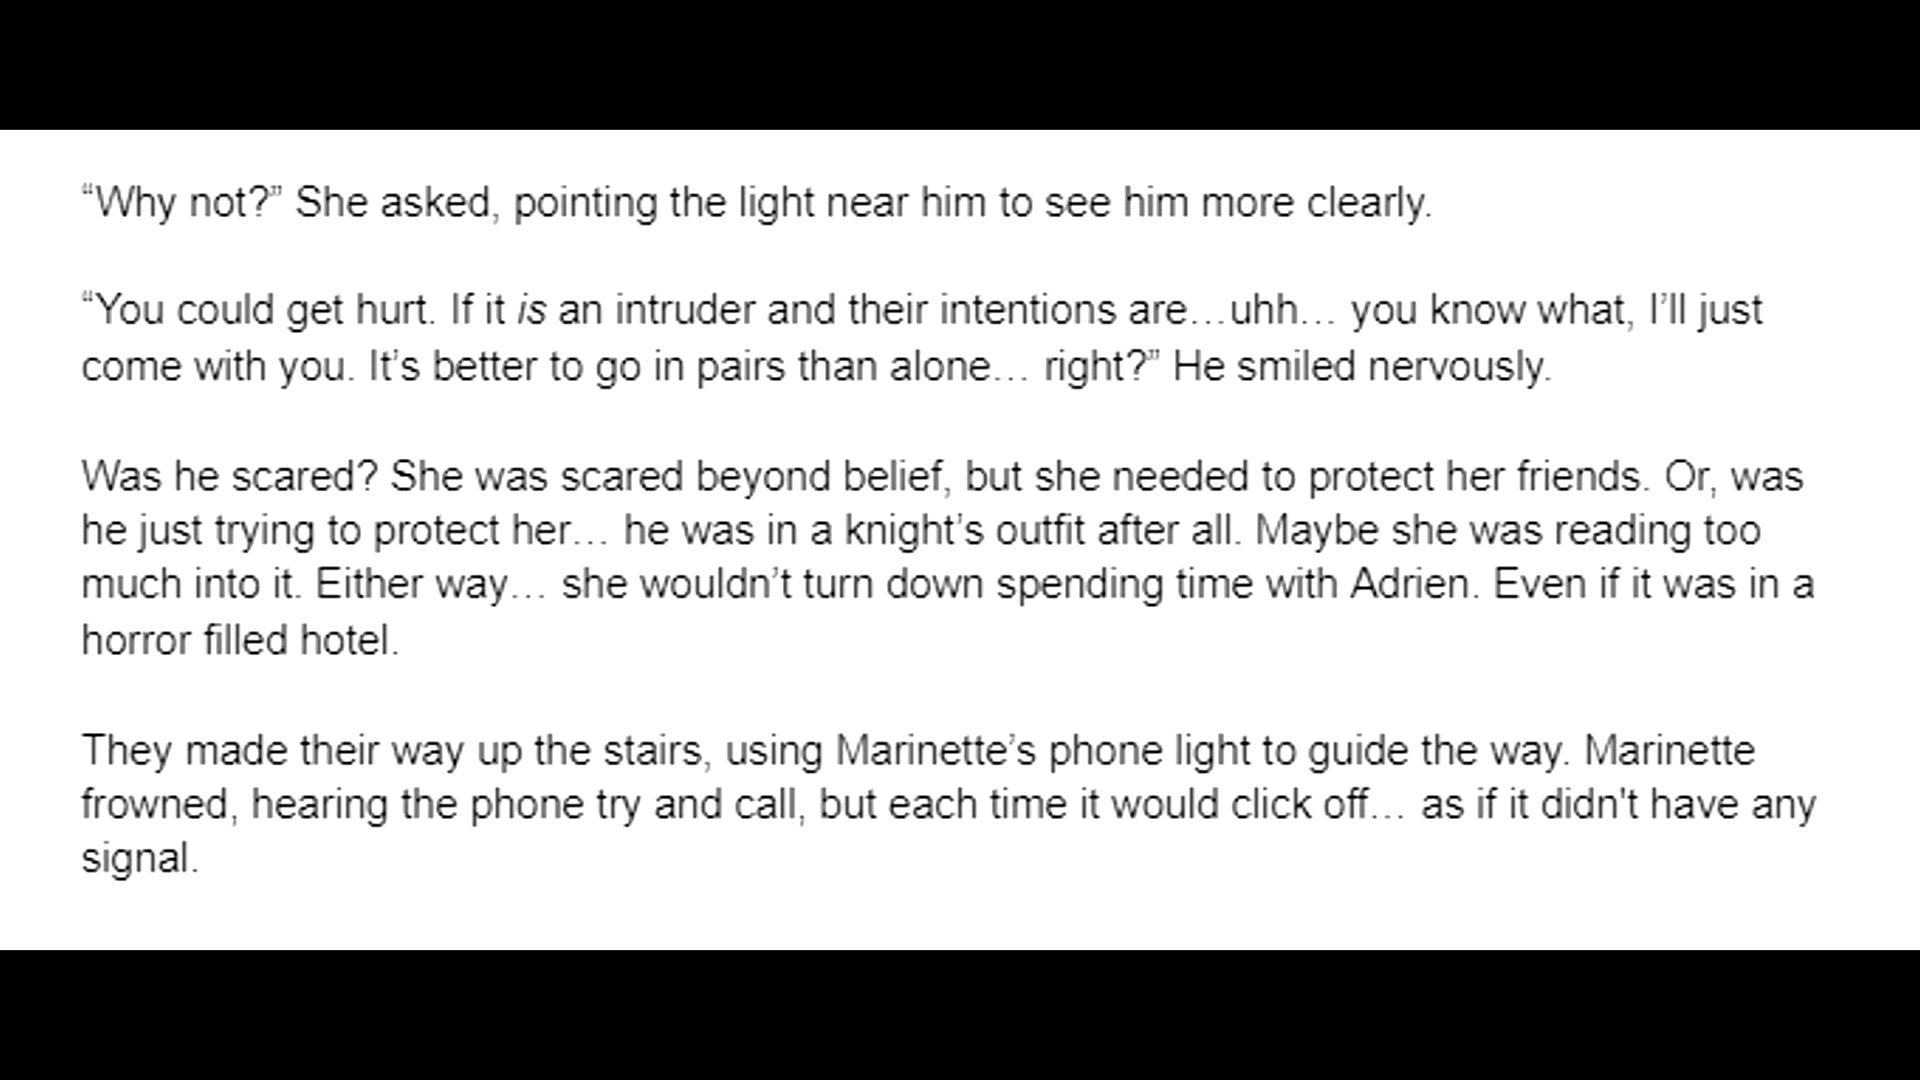 “Why not?” She asked, pointing the light near him to see him more clearly.
“You could get hurt. If it is an intruder and their intentions are…uhh… you know what, I’ll just
come with you. It’s better to go in pairs than alone… right?” He smiled nervously.
Was he scared? She was scared beyond belief, but she needed to protect her friends. Or, was
he just trying to protect her… he was in a knight’s outfit after all. Maybe she was reading too
much into it. Either way… she wouldn’t turn down spending time with Adrien. Even if it was in a
horror filled hotel.
They made their way up the stairs, using Marinette’s phone light to guide the way. Marinette
frowned, hearing the phone try and call, but each time it would click off… as if it didn't have any
signal.